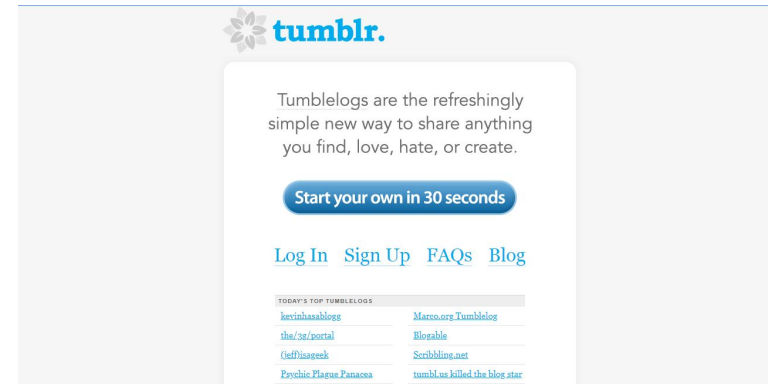 tumblr.
Tumblelogs are the refreshingly
simple new way to share anything
you find, love, hate, or create.
Start your own in 30 seconds
Log In Sign Up FAQs Blog
TODAY'S TOP TUMBLELOGS
kevinhasablogg Marco.org Tumblelog
the/3g/portal Blogable
(jeff)isageek Scribbling.net
Psychic Plague Panacea tumbl.us killed the blog star